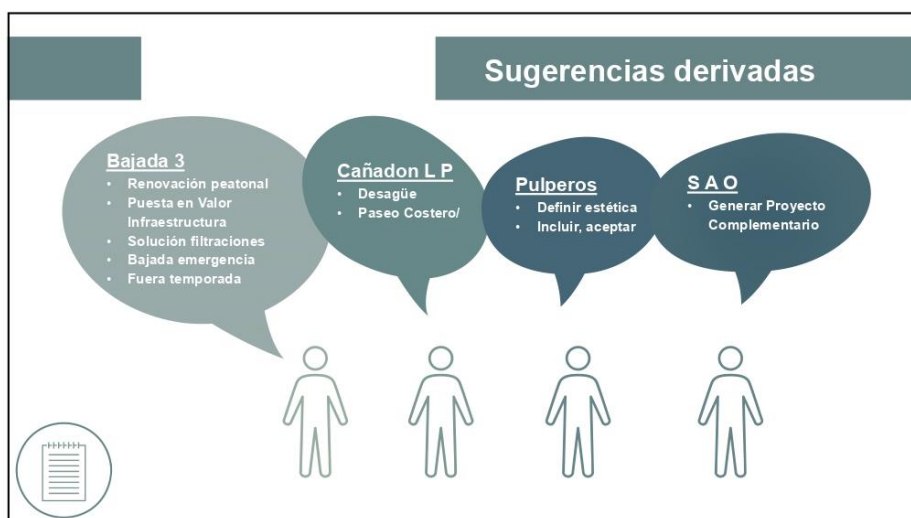 Sugerencias derivadas
Bajada 3
• Renovación peatonal
• Puesta en Valor
Infraestructura
• Solución filtraciones
• Bajada emergencia
• Fuera temporada
Cañadon L P
• Desagüe
• Paseo Costero/
Pulperos
• Definir estética
• Incluir, aceptar
S A O
• Generar Proyecto
Complementario